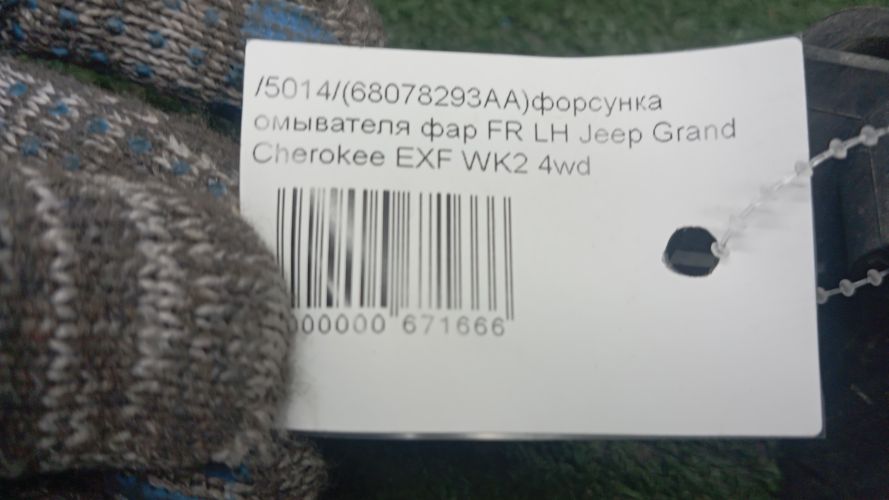 /5014/(68078293AA)форсунка
омывателя фар FR LH Jeep Grand
Cherokee EXF WK2 4wd
000000 671666